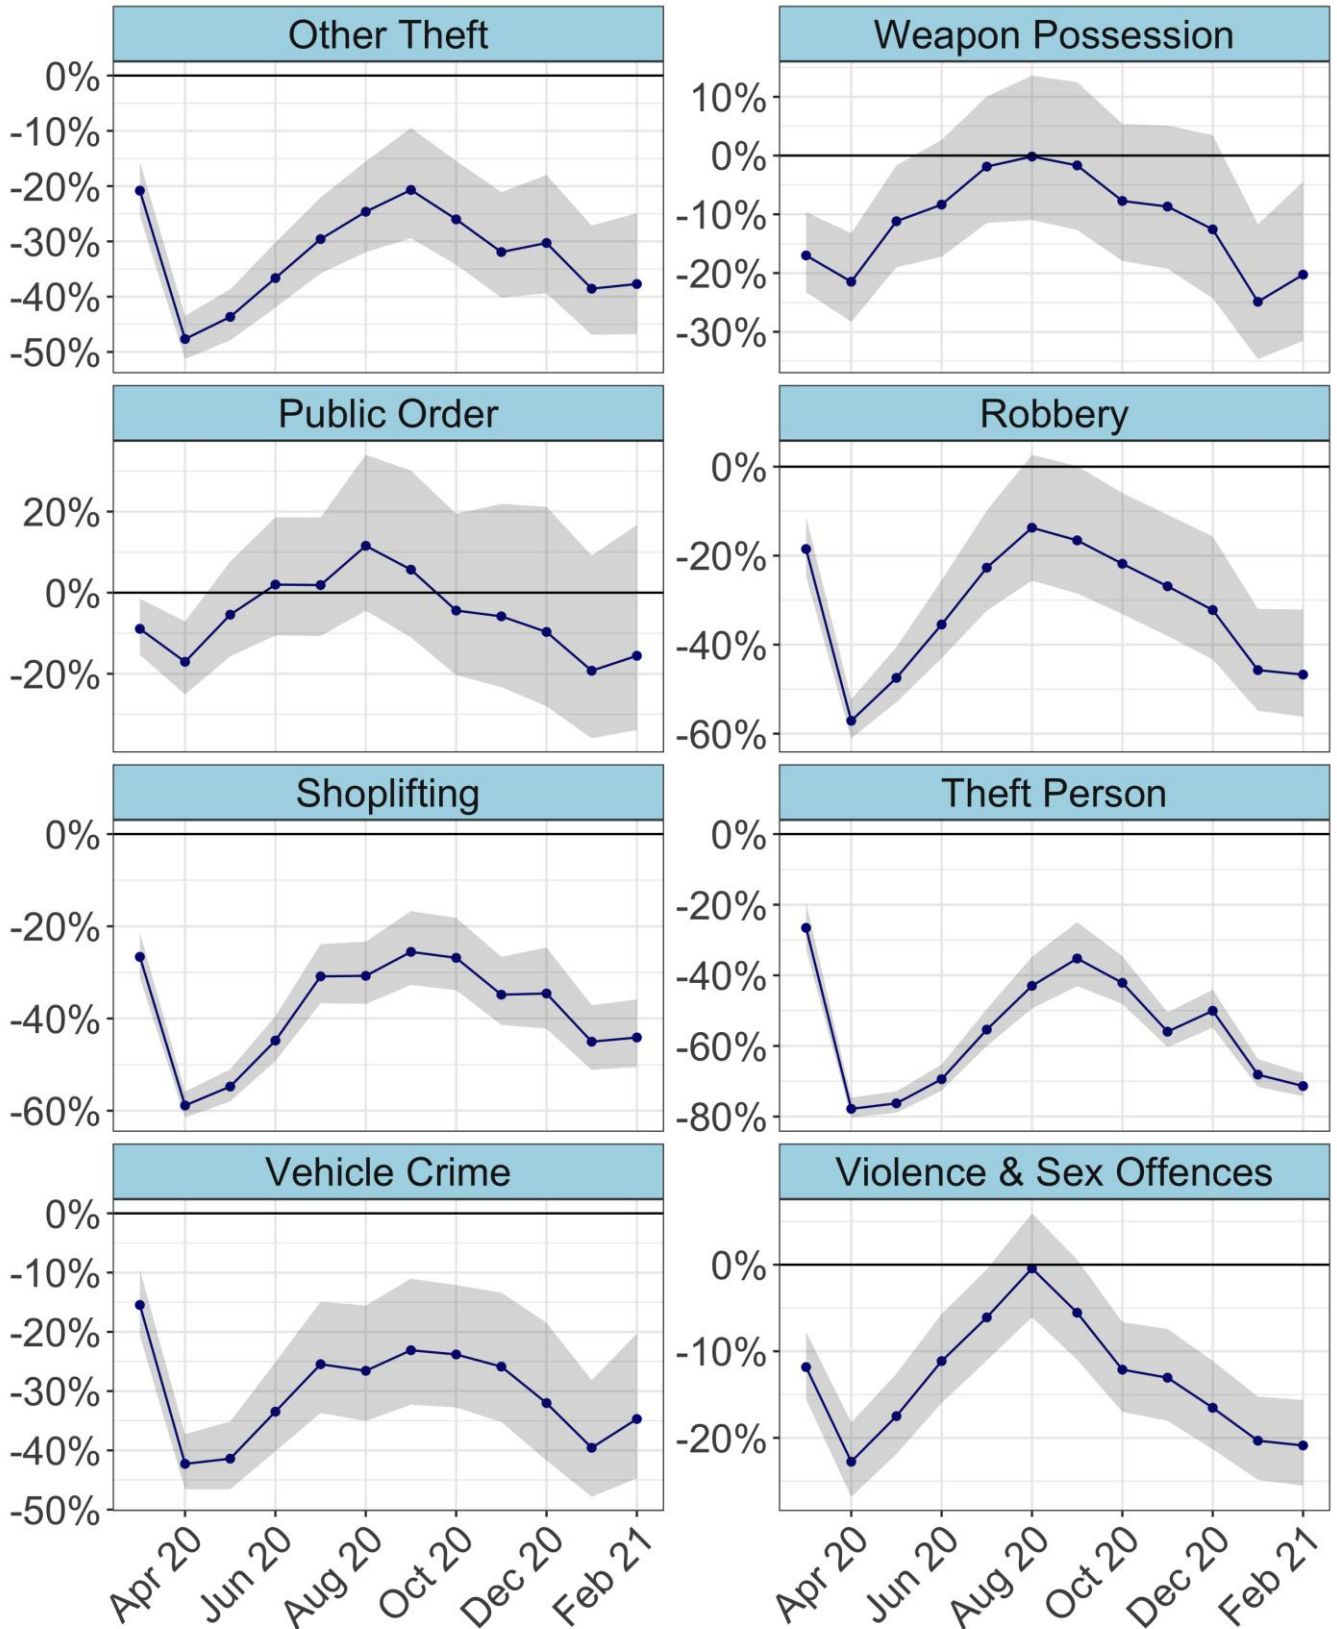 Other Theft
0%
-10%
-20%
-30%
-40%
-50%
Weapon Possession
10%
0%
-10%
-20%
-30%
Public Order
20%
0%
-20%
Robbery
0%
-20%
-40%
-60%
Shoplifting
0%
-20%
-40%
-60%
Theft Person
0%
-20%
-40%
-60%
-80%
Vehicle Crime
0%
-10%
-20%
-30%
-40%
-50%
Violence & Sex Offences
0%
-10%
-20%
Apr 20
Jun 20
Aug 20
Oct 20
Dec 20
Feb 21
Apr 20
Jun 20
Aug 20
Oct 20
Dec 20
Feb 21